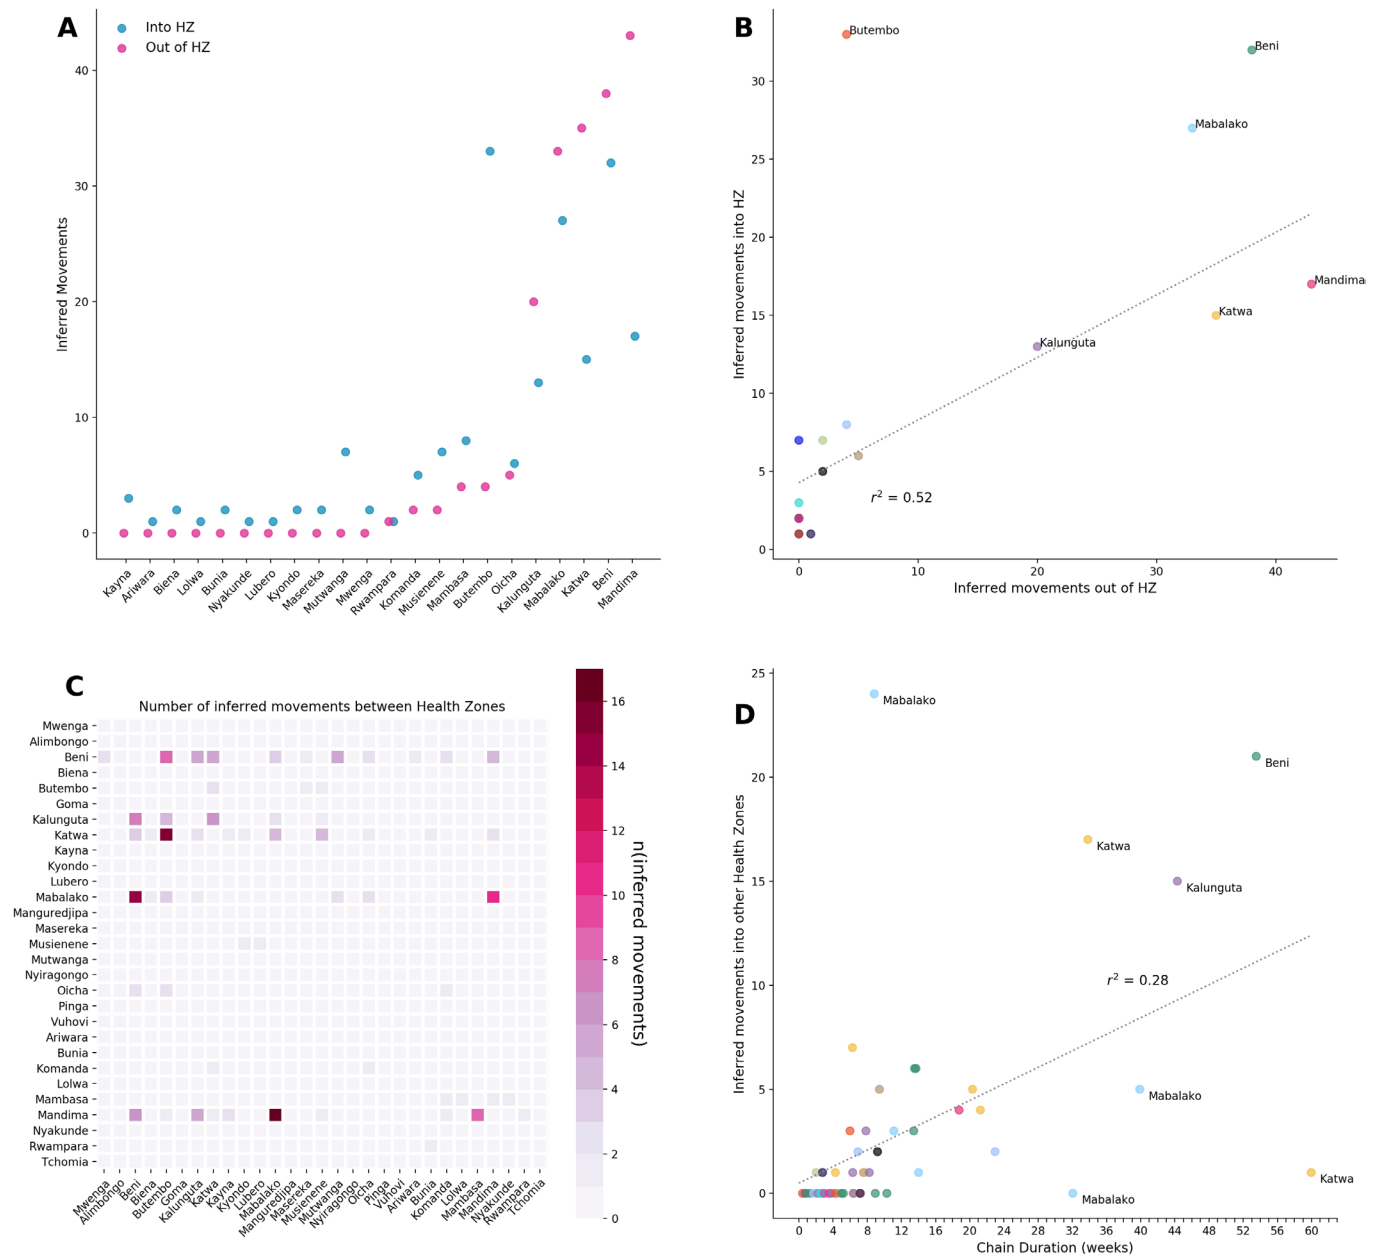 A
Into HZ
Out of HZ
Inferred Movements
40
30
20
10
0
Kayna
Ariwara
Biena
Lolwa
Bunia
Nyakunde
Lubero
Kyondo
Masereka
Mutwanga
Mwenga
Rwampara
Komanda
Musienene
Mambasa
Butembo
Oicha
Kalunguta
Mabalako
Katwa
Beni
Mandima
B
Inferred movements into HZ
30
25
20
15
10
5
0
Butembo
Beni
Mabalako
Mandima
Katwa
Kalunguta
r² = 0.52
0
10
20
30
40
Inferred movements out of HZ
C
Number of inferred movements between Health Zones
Mwenga
Alimbongo
Beni
Biena
Butembo
Goma
Kalunguta
Katwa
Kayna
Kyondo
Lubero
Mabalako
Manguredjipa
Masereka
Musienene
Mutwanga
Nyiragongo
Oicha
Pinga
Vuhovi
Ariwara
Bunia
Komanda
Lolwa
Mambasa
Mandima
Nyakunde
Rwampara
Tchomia
Mwenga
Alimbongo
Beni
Biena
Butembo
Goma
Kalunguta
Katwa
Kayna
Kyondo
Lubero
Mabalako
Manguredjipa
Masereka
Musienene
Mutwanga
Nyiragongo
Oicha
Pinga
Vuhovi
Ariwara
Bunia
Komanda
Lolwa
Mambasa
Mandima
Nyakunde
Rwampara
Tchomia
16
14
12
10
8
6
4
2
0
n(inferred movements)
D
Inferred movements into other Health Zones
25
20
15
10
5
0
Mabalako
Beni
Katwa
Kalunguta
r² = 0.28
Mabalako
Katwa
Mabalako
0
4
8
12
16
20
24
28
32
36
40
44
48
52
56
60
Chain Duration (weeks)